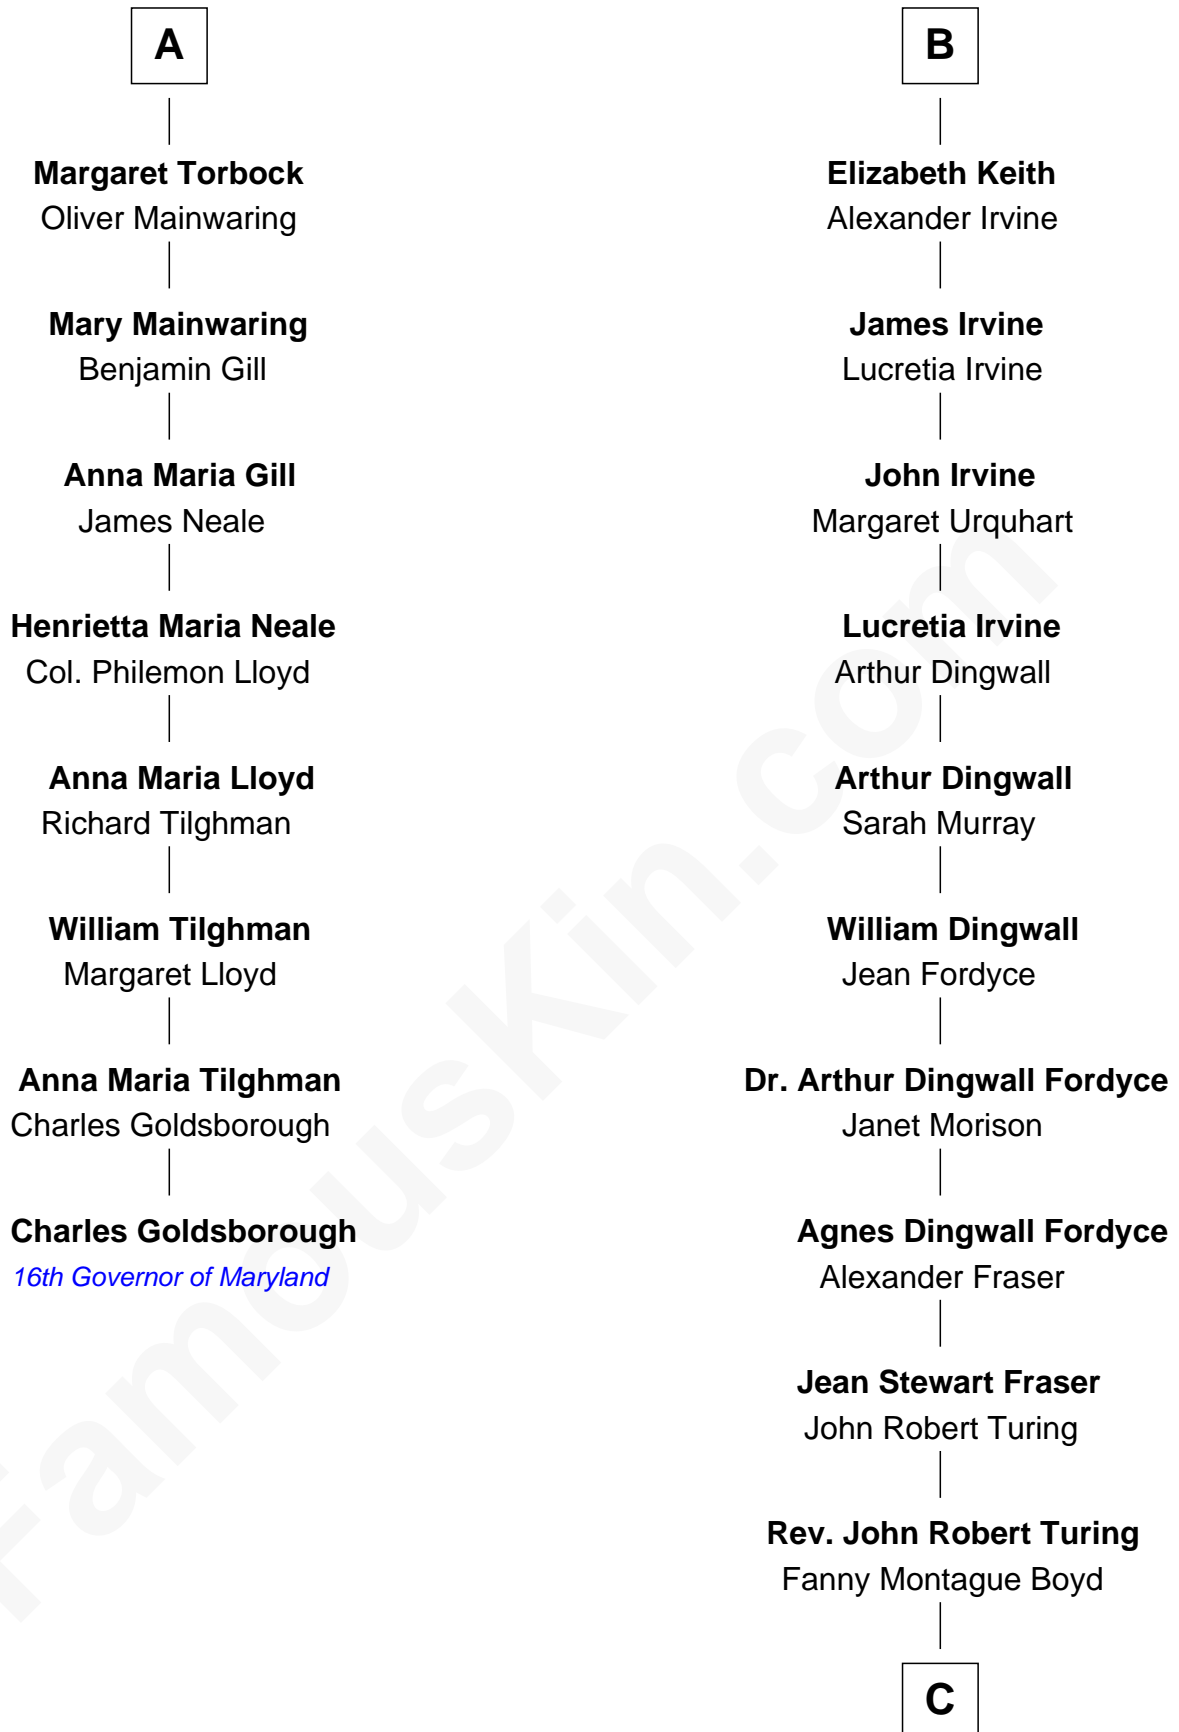 A
Margaret Torbock
Oliver Mainwaring
Mary Mainwaring
Benjamin Gill
Anna Maria Gill
James Neale
Henrietta Maria Neale
Col. Philemon Lloyd
Anna Maria Lloyd
Richard Tilghman
William Tilghman
Margaret Lloyd
Anna Maria Tilghman
Charles Goldsborough
Charles Goldsborough
16th Governor of Maryland
B
Elizabeth Keith
Alexander Irvine
James Irvine
Lucretia Irvine
John Irvine
Margaret Urquhart
Lucretia Irvine
Arthur Dingwall
Arthur Dingwall
Sarah Murray
William Dingwall
Jean Fordyce
Dr. Arthur Dingwall Fordyce
Janet Morison
Agnes Dingwall Fordyce
Alexander Fraser
Jean Stewart Fraser
John Robert Turing
Rev. John Robert Turing
Fanny Montague Boyd
C
FamousKin.com